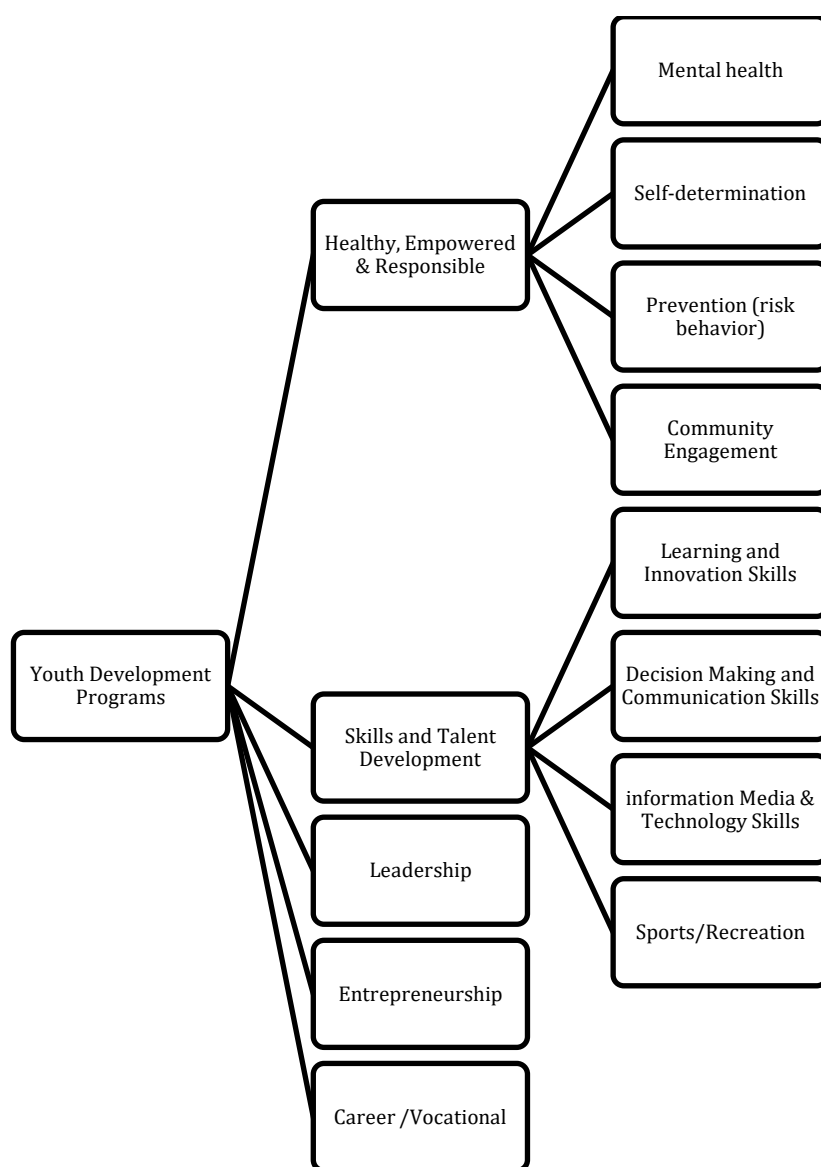 Mental health
Self-determination
Healthy, Empowered
& Responsible
Prevention (risk
behavior)
Community
Engagement
Learning and
Innovation Skills
Youth Development
Programs
Decision Making and
Communication Skills
Skills and Talent
Development
information Media &
Technology Skills
Leadership
Sports/Recreation
Entrepreneurship
Career /Vocational